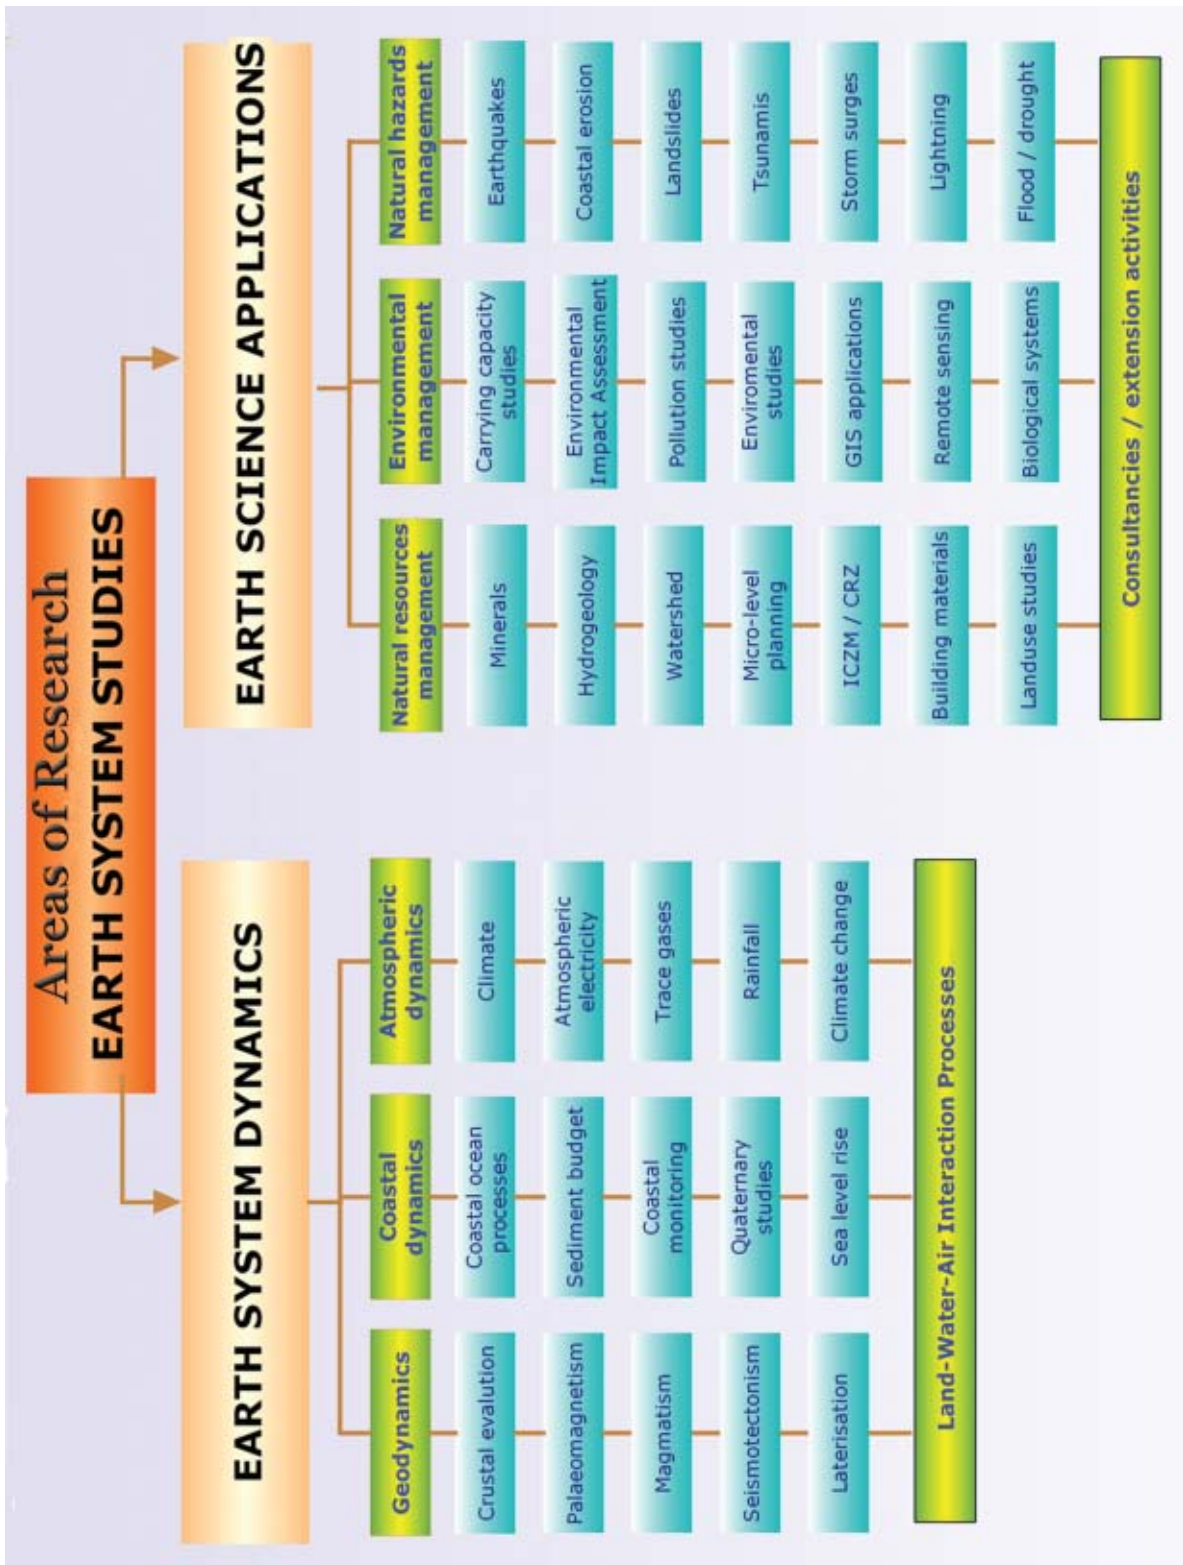 Areas of Research
EARTH SYSTEM STUDIES
EARTH SYSTEM DYNAMICS
Geodynamics
Crustal evalution
Palaeomagnetism
Magmatism
Seismotectonism
Laterisation
Coastal
dynamics
Coastal ocean
processes
Sediment budget
Coastal
monitoring
Quaternary
studies
Sea level rise
Atmospheric
dynamics
Climate
Atmospheric
electricity
Trace gases
Rainfall
Climate change
Land-Water-Air Interaction Processes
EARTH SCIENCE APPLICATIONS
Natural resources
management
Minerals
Hydrogeology
Watershed
Micro-level
planning
ICZM / CRZ
Building materials
Landuse studies
Environmental
management
Carrying capacity
studies
Environmental
Impact Assessment
Pollution studies
Enviromental
studies
GIS applications
Remote sensing
Biological systems
Natural hazards
management
Earthquakes
Coastal erosion
Landslides
Tsunamis
Storm surges
Lightning
Flood / drought
Consultancies / extension activities